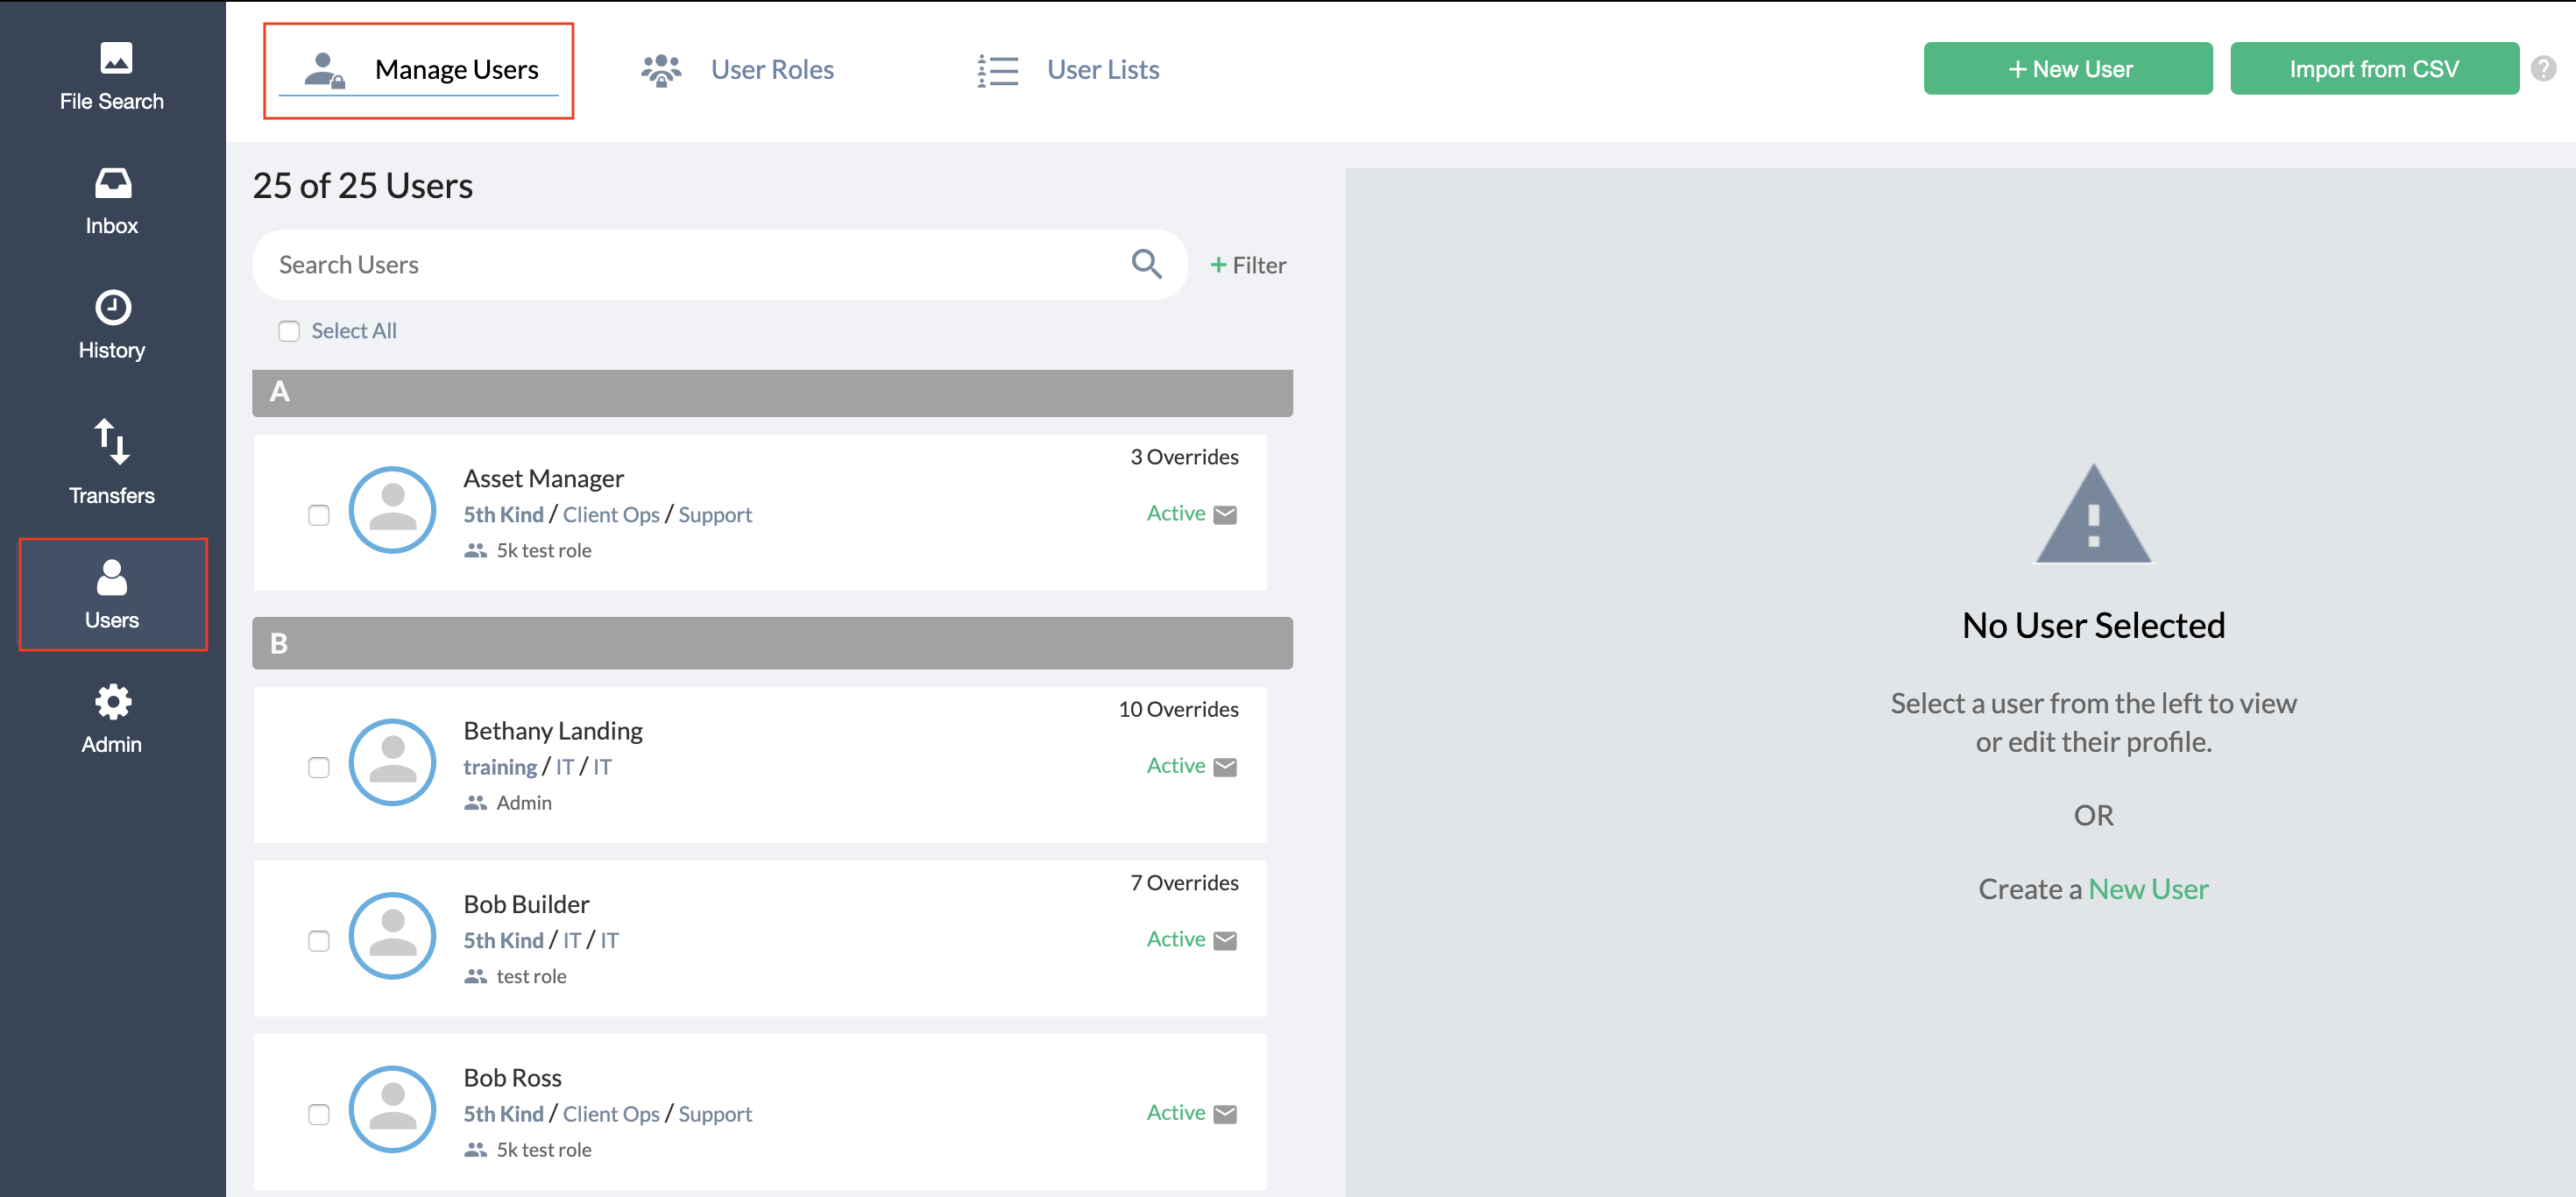 File Search
Inbox
History
Transfers
Users
Admin
Manage Users
User Roles
User Lists
+ New User
Import from CSV
?
25 of 25 Users
Search Users
+ Filter
Select All
A
Asset Manager
3 Overrides
5th Kind / Client Ops / Support
Active
5k test role
B
Bethany Landing
10 Overrides
training / IT / IT
Active
Admin
Bob Builder
7 Overrides
5th Kind / IT / IT
Active
test role
Bob Ross
5th Kind / Client Ops / Support
Active
5k test role
No User Selected
Select a user from the left to view
or edit their profile.
OR
Create a New User